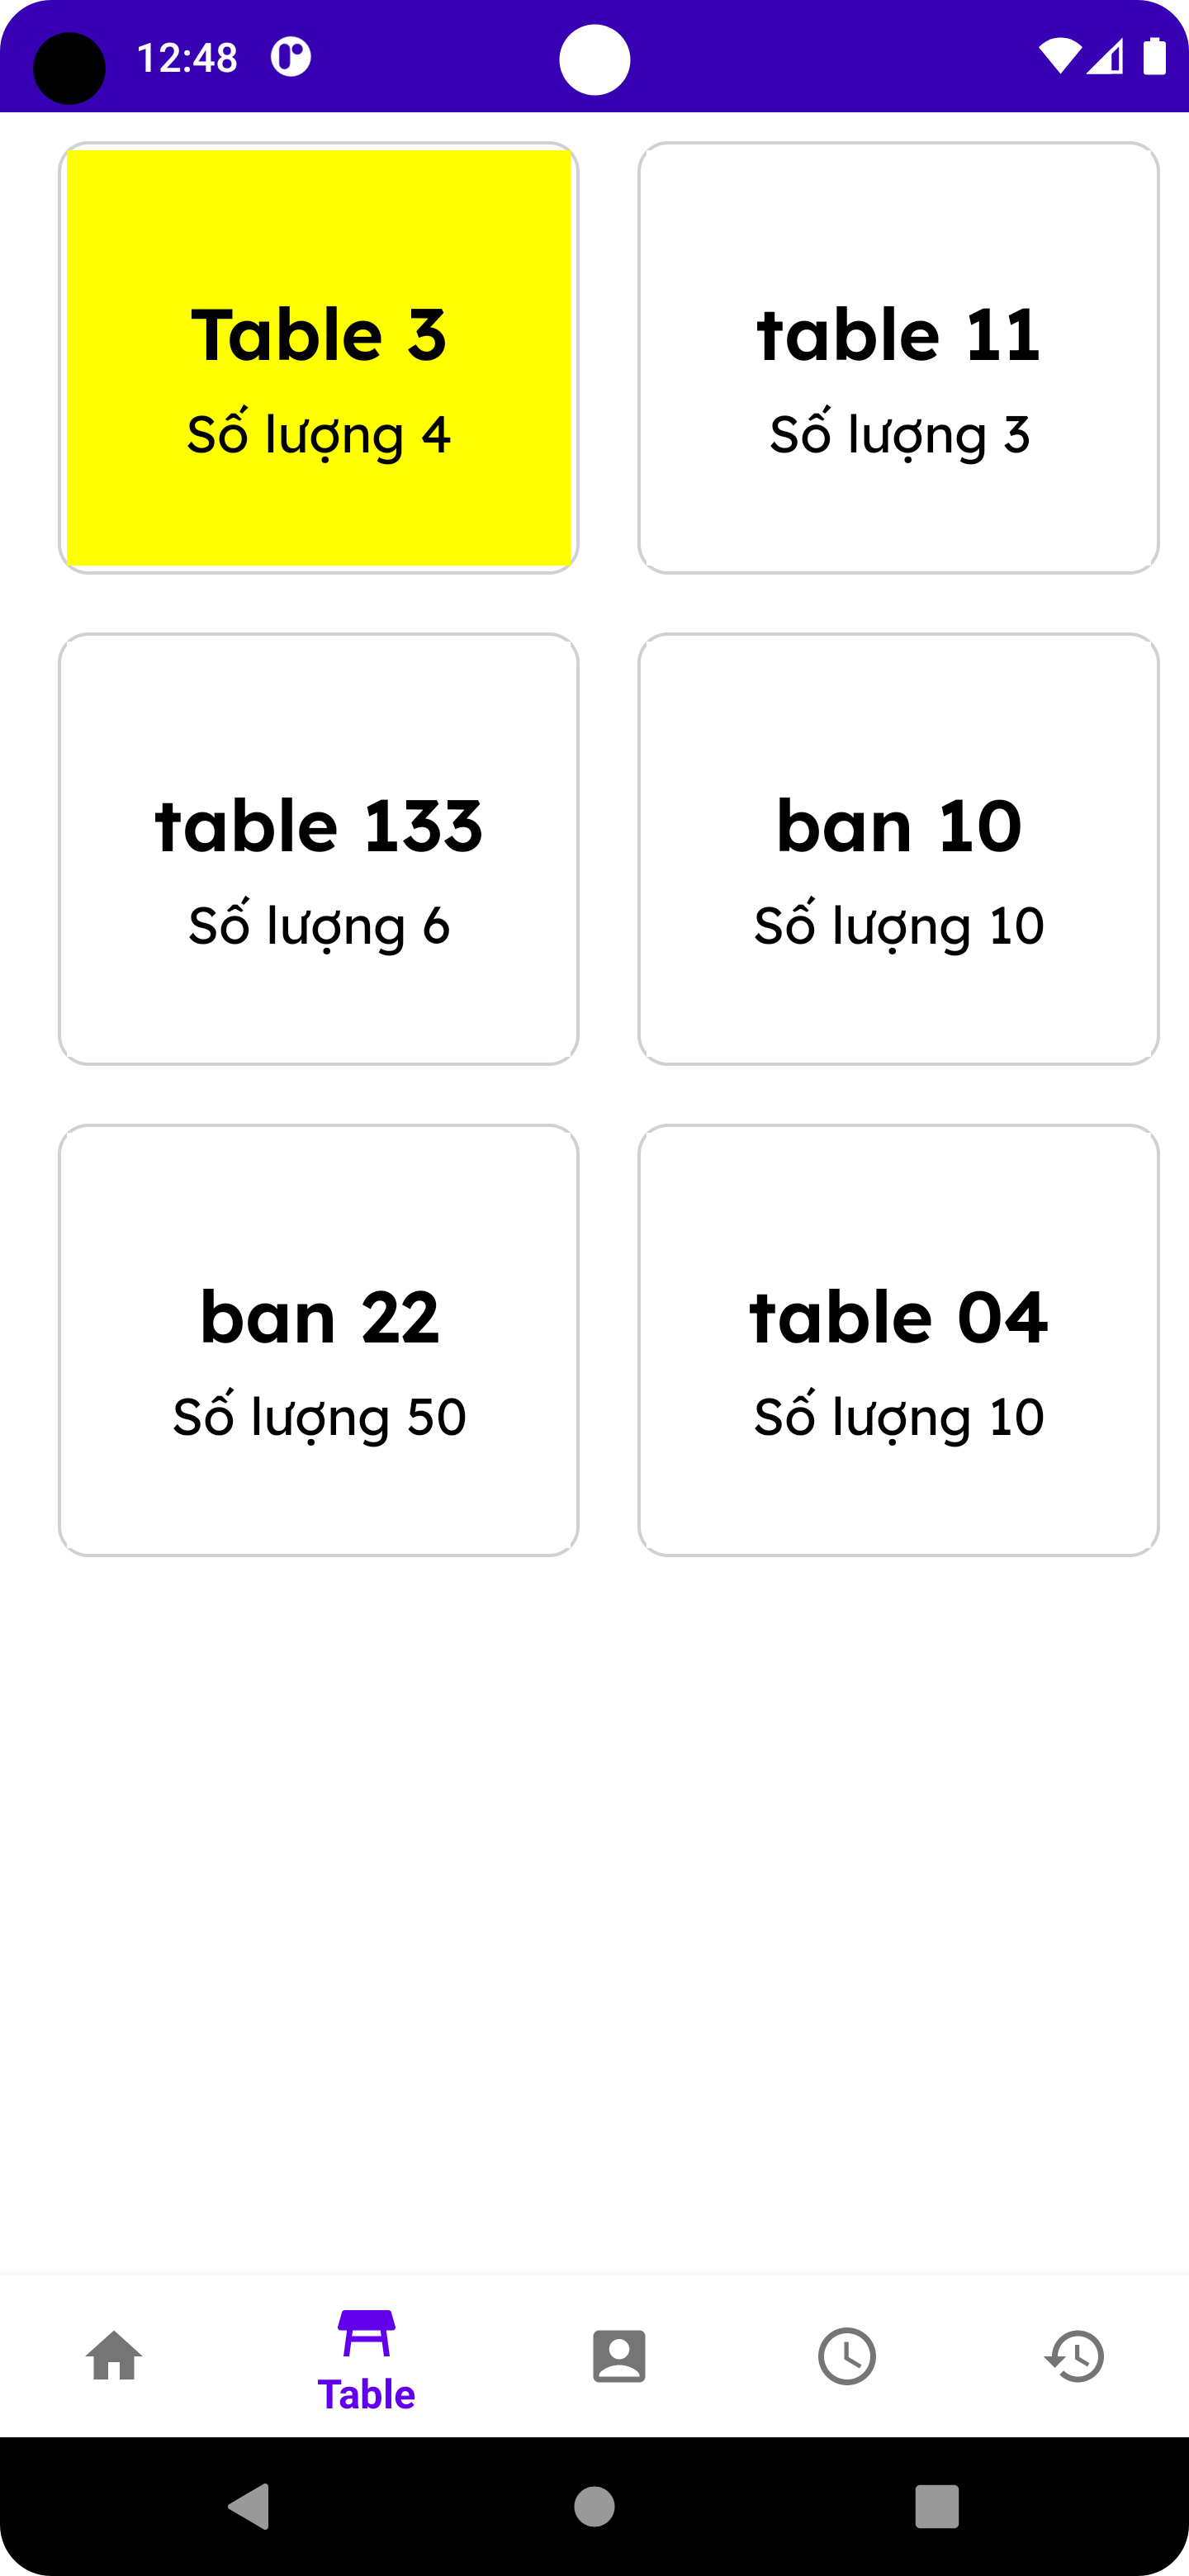 12:48
Table 3
Số lượng 4
table 11
Số lượng 3
table 133
Số lượng 6
ban 10
Số lượng 10
ban 22
Số lượng 50
table 04
Số lượng 10
Table